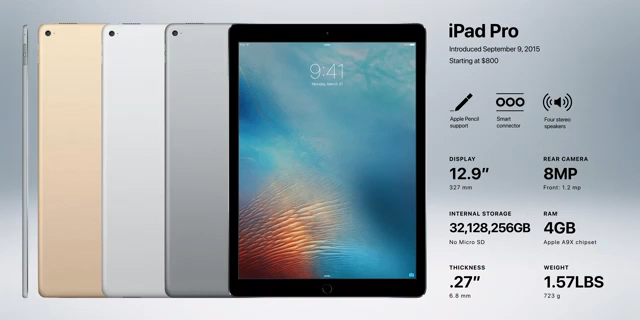 iPad Pro
Introduced September 9, 2015
Starting at $800
Apple Pencil support
Smart connector
Four stereo speakers
DISPLAY
12.9″
327 mm
REAR CAMERA
8MP
Front: 1.2 mp
INTERNAL STORAGE
32,128,256GB
No Micro SD
RAM
4GB
Apple A9X chipset
THICKNESS
.27″
6.8 mm
WEIGHT
1.57LBS
723 g
9:41